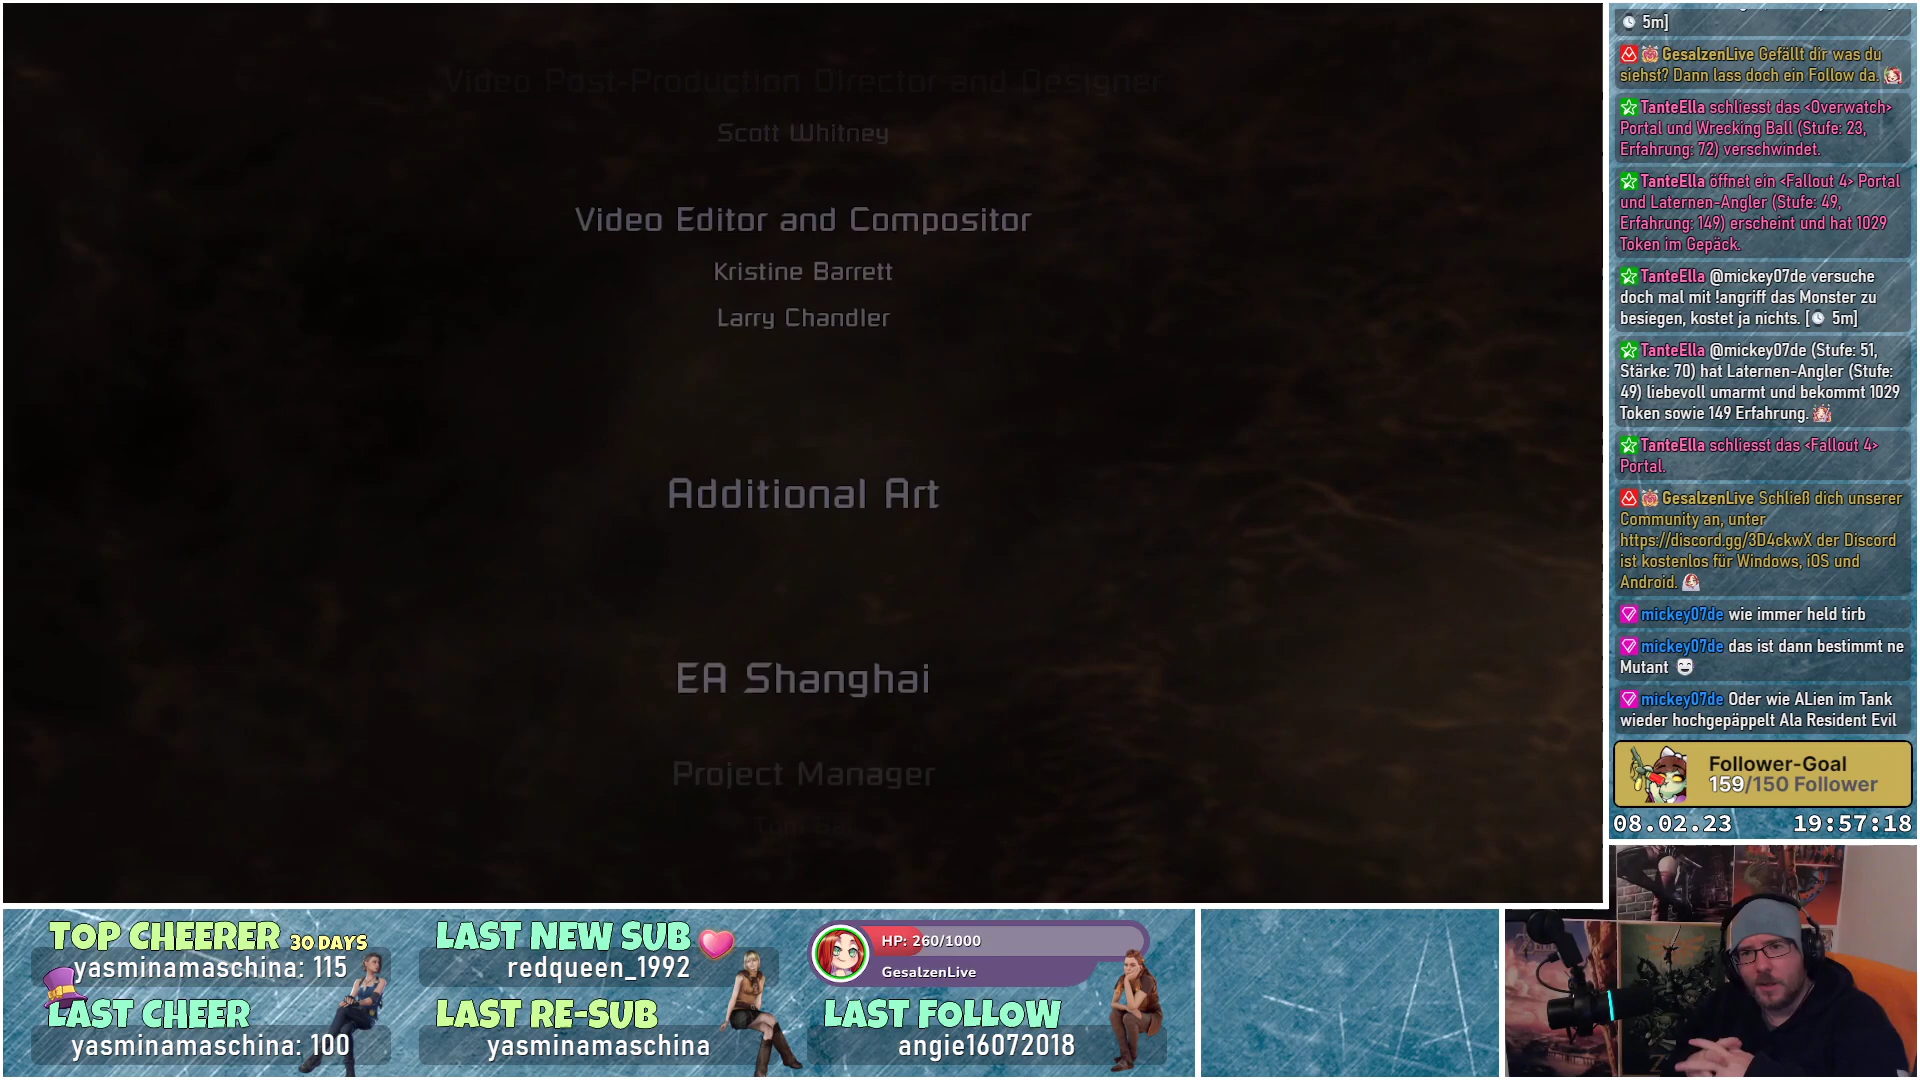 Video Post-Production Director and Designer
Scott Whitney
Video Editor and Compositor
Kristine Barrett
Larry Chandler
Additional Art
EA Shanghai
Project Manager
5m]
GesalzenLive Gefällt dir was du
siehst? Dann lass doch ein Follow da.
TanteElla schliesst das <Overwatch>
Portal und Wrecking Ball (Stufe: 23,
Erfahrung: 72) verschwindet.
TanteElla öffnet ein <Fallout 4> Portal
und Laternen-Angler (Stufe: 49,
Erfahrung: 149) erscheint und hat 1029
Token im Gepäck.
TanteElla @mickey07de versuche
doch mal mit !angriff das Monster zu
besiegen, kostet ja nichts. [ 5m]
TanteElla @mickey07de (Stufe: 51,
Stärke: 70) hat Laternen-Angler (Stufe:
49) liebevoll umarmt und bekommt 1029
Token sowie 149 Erfahrung.
TanteElla schliesst das <Fallout 4>
Portal.
GesalzenLive Schließ dich unserer
Community an, unter
https://discord.gg/3D4ckwX der Discord
ist kostenlos für Windows, iOS und
Android.
mickey07de wie immer held tirb
mickey07de das ist dann bestimmt ne
Mutant
mickey07de Oder wie ALien im Tank
wieder hochgepäppelt Ala Resident Evil
Follower-Goal
159/150 Follower
08.02.23 19:57:18
TOP CHEERER 30 DAYS
yasminamaschina: 115
LAST CHEER
yasminamaschina: 100
LAST NEW SUB
redqueen_1992
LAST RE-SUB
yasminamaschina
HP: 260/1000
GesalzenLive
LAST FOLLOW
angie16072018